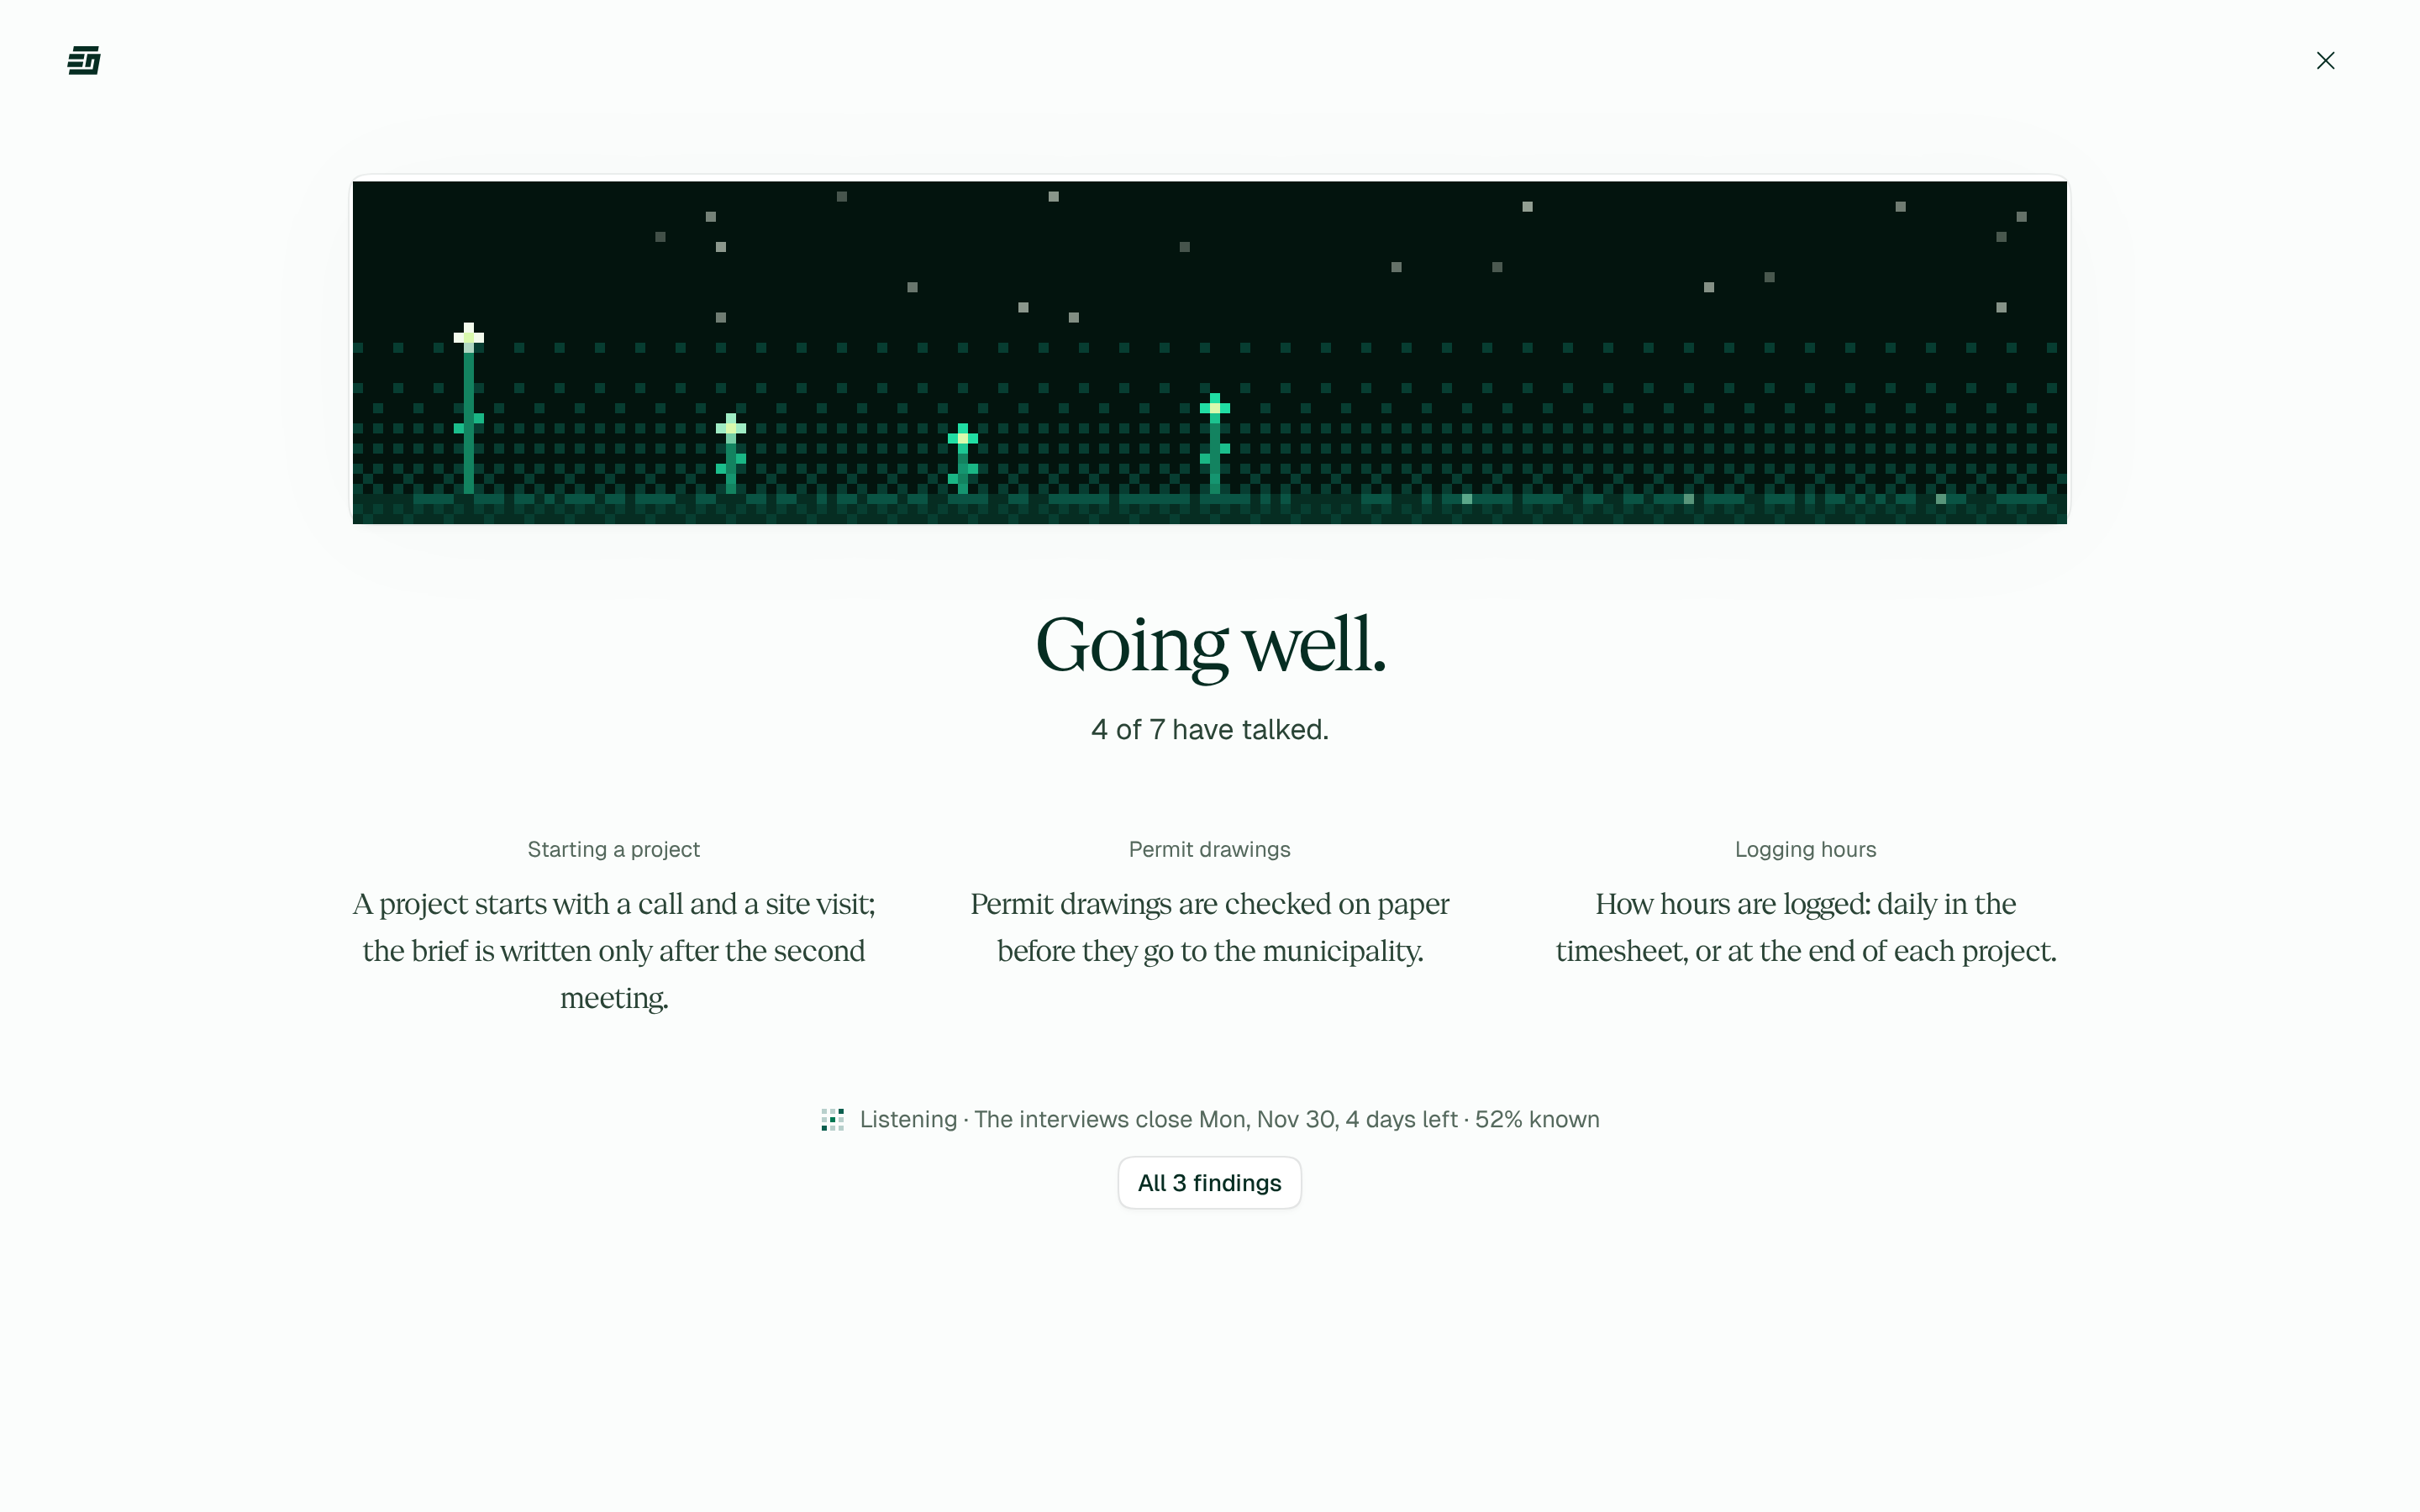 Going well.
4 of 7 have talked.
Starting a project
A project starts with a call and a site visit;
the brief is written only after the second
meeting.
Permit drawings
Permit drawings are checked on paper
before they go to the municipality.
Logging hours
How hours are logged: daily in the
timesheet, or at the end of each project.
Listening · The interviews close Mon, Nov 30, 4 days left · 52% known
All 3 findings